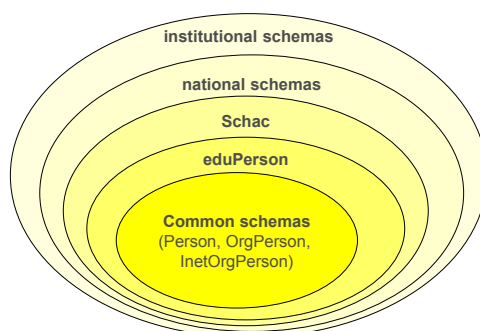 institutional schemas
national schemas
Schac
eduPerson
Common schemas
(Person, OrgPerson,
InetOrgPerson)